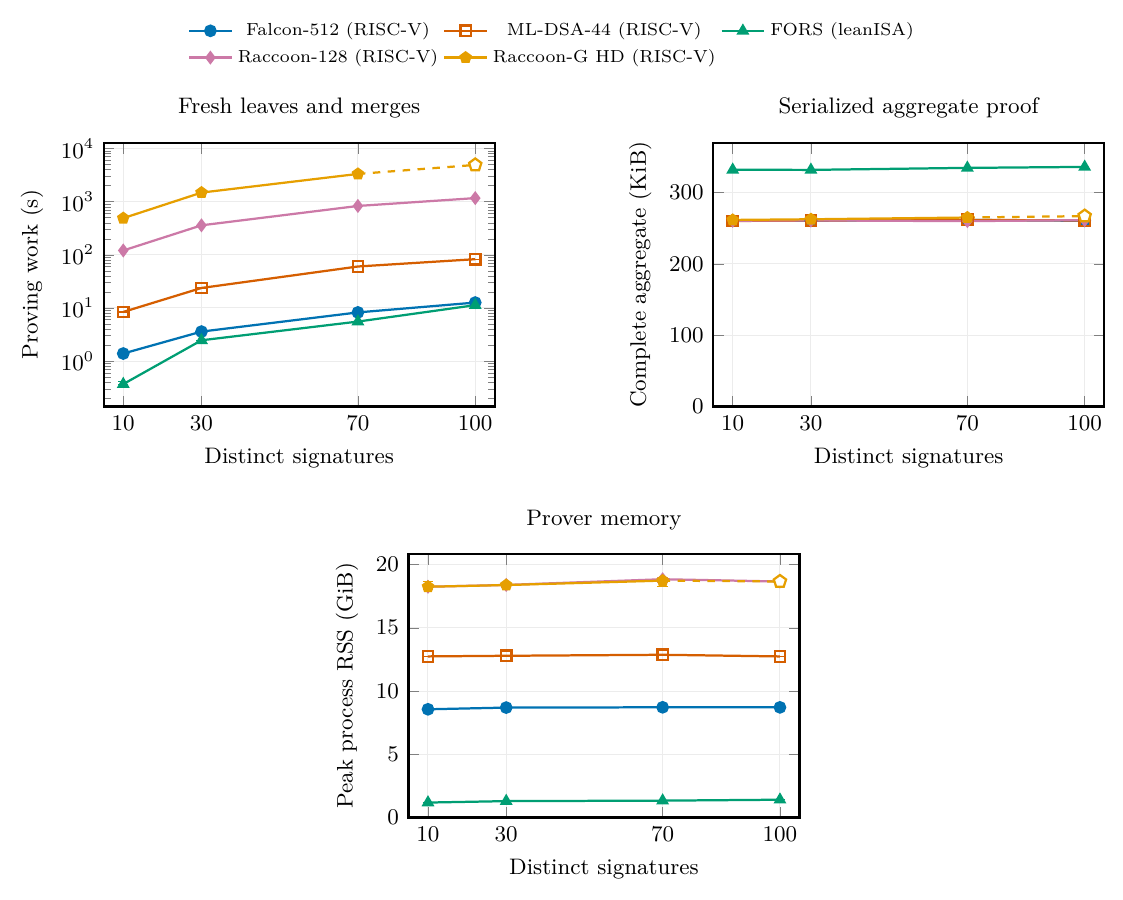 Falcon-512 (RISC-V) ML-DSA-44 (RISC-V) FORS (leanISA)
Raccoon-128 (RISC-V) Raccoon-G HD (RISC-V)
Fresh leaves and merges
Proving work (s)
10^4
10^3
10^2
10^1
10^0
10 30 70 100
Distinct signatures
Serialized aggregate proof
Complete aggregate (KiB)
300
200
100
0
10 30 70 100
Distinct signatures
Prover memory
Peak process RSS (GiB)
20
15
10
5
0
10 30 70 100
Distinct signatures